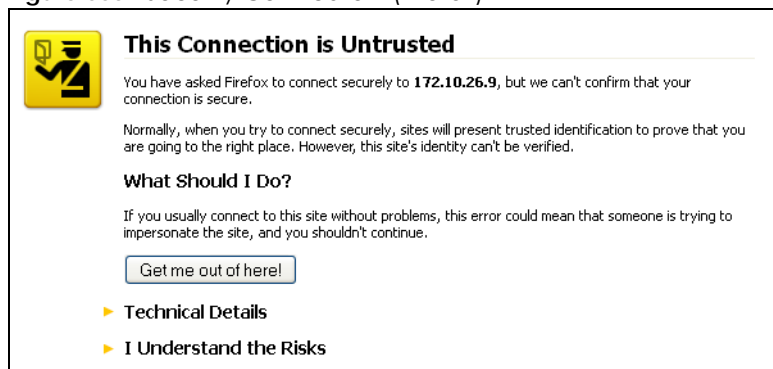 This Connection is Untrusted
You have asked Firefox to connect securely to 172.10.26.9, but we can't confirm that your
connection is secure.
Normally, when you try to connect securely, sites will present trusted identification to prove that you
are going to the right place. However, this site's identity can't be verified.
What Should I Do?
If you usually connect to this site without problems, this error could mean that someone is trying to
impersonate the site, and you shouldn't continue.
Get me out of here!
Technical Details
I Understand the Risks